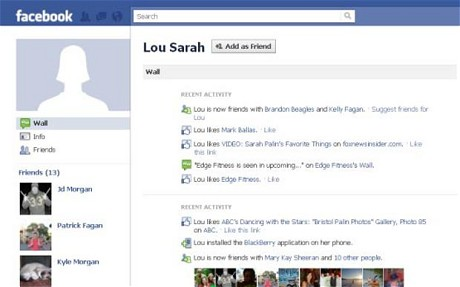 facebook
Search
Lou Sarah
Add as Friend
Wall
RECENT ACTIVITY
Lou is now friends with Brandon Beagles and Kelly Fagan. · Suggest friends for
Lou
Lou likes Mark Ballas. · Like
Lou likes VIDEO: Sarah Palin's Favorite Things on foxnewsinsider.com. · Like
this link
"Edge Fitness is seen in upcoming..." on Edge Fitness's Wall.
Lou likes Edge Fitness. · Like
RECENT ACTIVITY
Lou likes ABC's Dancing with the Stars: "Bristol Palin Photos" Gallery, Photo 85
on ABC. · Like this link
Lou installed the BlackBerry application on her phone.
Lou is now friends with Mary Kay Sheeran and 10 other people.
Wall
Info
Friends
Friends (13)
Jd Morgan
Patrick Fagan
Kyle Morgan